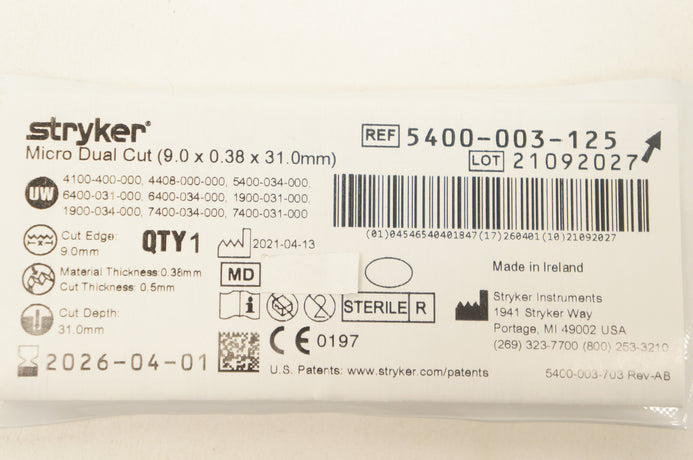 stryker®
Micro Dual Cut (9.0 x 0.38 x 31.0mm)
REF 5400-003-125
LOT 21092027
UW
4100-400-000, 4408-000-000, 5400-034-000,
6400-031-000, 6400-034-000, 1900-031-000,
1900-034-000, 7400-034-000, 7400-031-000
(01)04546540401847(17)260401(10)21092027
Cut Edge:
9.0mm
QTY 1
2021-04-13
Material Thickness:0.38mm
Cut Thickness: 0.5mm
MD
Made in Ireland
Cut Depth:
31.0mm
i
2
STERILE R
Stryker Instruments
1941 Stryker Way
Portage, MI 49002 USA
(269) 323-7700 (800) 253-3210
2026-04-01
CE 0197
U.S. Patents: www.stryker.com/patents
5400-003-703 Rev-AB